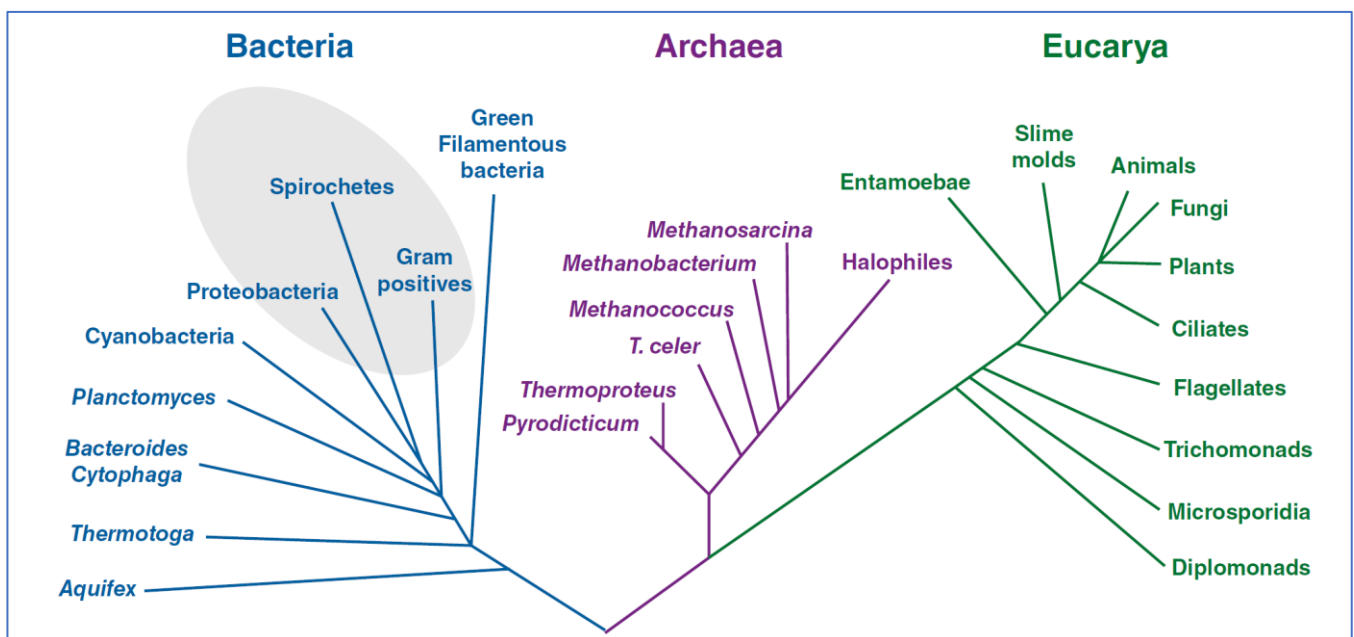 Bacteria
Archaea
Eucarya
Green
Filamentous
bacteria
Spirochetes
Gram
positives
Proteobacteria
Cyanobacteria
Planctomyces
Bacteroides
Cytophaga
Thermotoga
Aquifex
Methanosarcina
Methanobacterium
Halophiles
Methanococcus
T. celer
Thermoproteus
Pyrodicticum
Entamoebae
Slime
molds
Animals
Fungi
Plants
Ciliates
Flagellates
Trichomonads
Microsporidia
Diplomonads